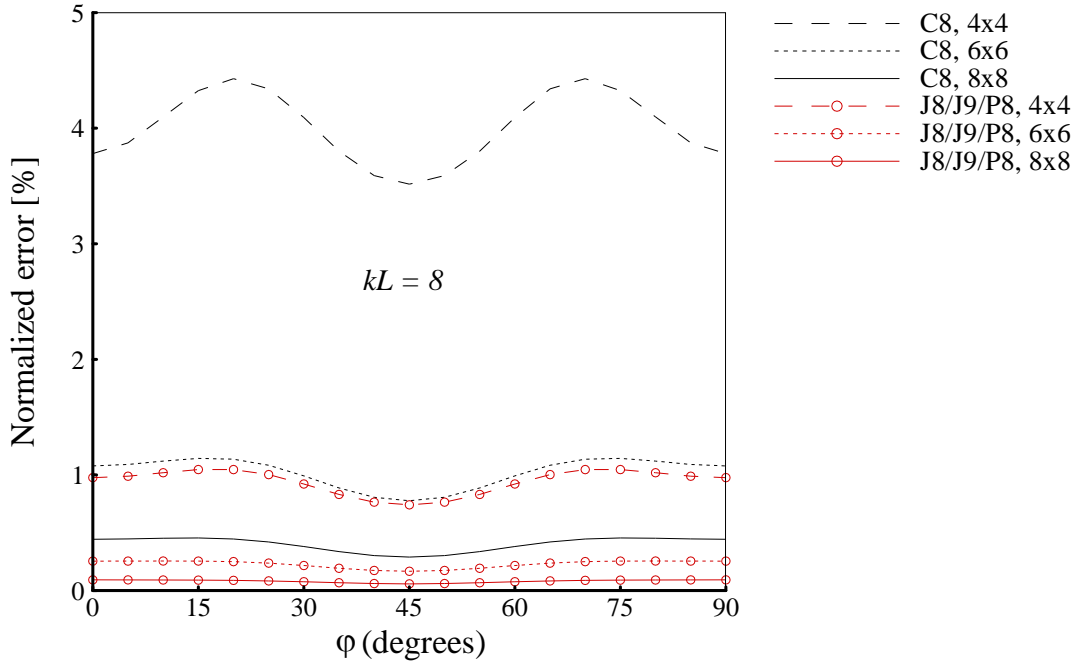 Normalized error [%]
5
4
3
2
1
0
kL = 8
0 15 30 45 60 75 90
φ (degrees)
C8, 4x4
C8, 6x6
C8, 8x8
J8/J9/P8, 4x4
J8/J9/P8, 6x6
J8/J9/P8, 8x8